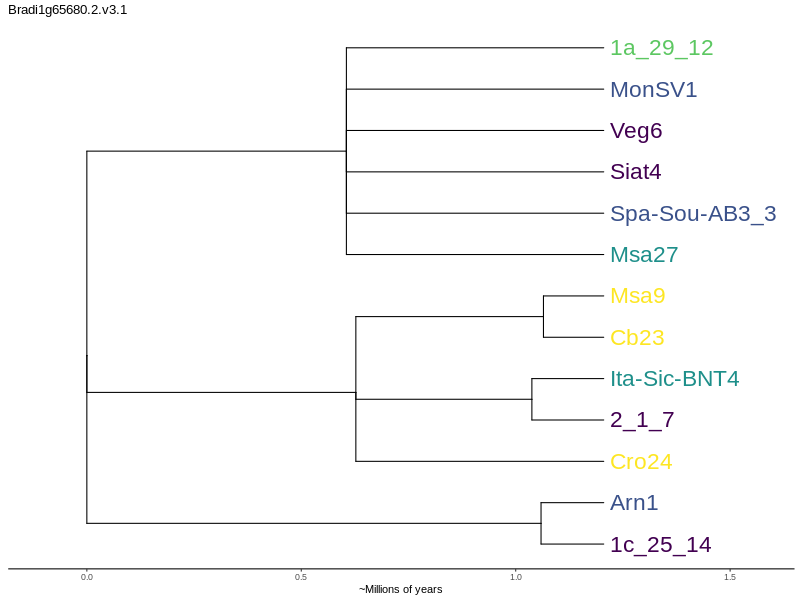 Bradi1g65680.2.v3.1
1a_29_12
MonSV1
Veg6
Siat4
Spa-Sou-AB3_3
Msa27
Msa9
Cb23
Ita-Sic-BNT4
2_1_7
Cro24
Arn1
1c_25_14
0.0 0.5 1.0 1.5
~Millions of years